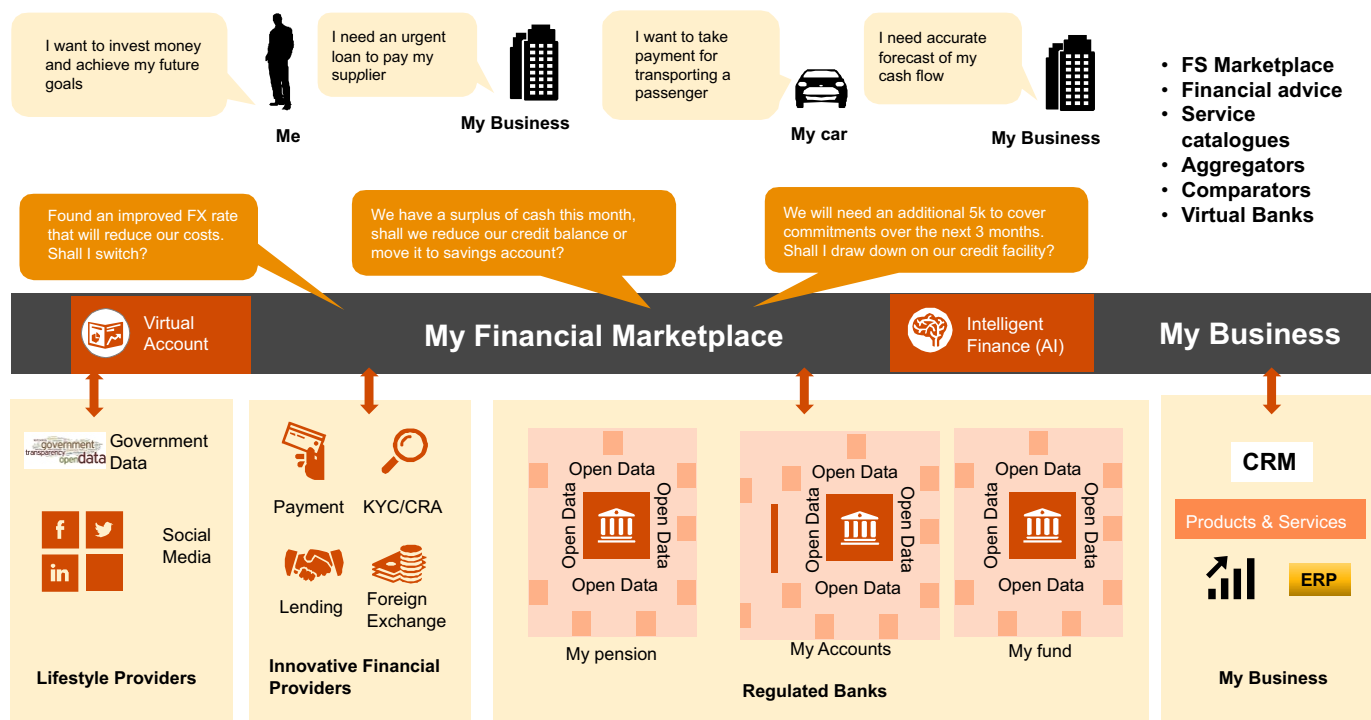 I want to invest money
and achieve my future
goals
Me
I need an urgent
loan to pay my
supplier
My Business
I want to take
payment for
transporting a
passenger
My car
I need accurate
forecast of my
cash flow
My Business
• FS Marketplace
• Financial advice
• Service
catalogues
• Aggregators
• Comparators
• Virtual Banks
Found an improved FX rate
that will reduce our costs.
Shall I switch?
We have a surplus of cash this month,
shall we reduce our credit balance or
move it to savings account?
We will need an additional 5k to cover
commitments over the next 3 months.
Shall I draw down on our credit facility?
Virtual
Account
My Financial Marketplace
Intelligent
Finance (AI)
My Business
government
transparency
opendata
Government
Data
f
in
Social
Media
Lifestyle Providers
Payment
KYC/CRA
Lending
Foreign
Exchange
Innovative Financial
Providers
Open Data
Open Data
Open Data
Open Data
My pension
Open Data
Open Data
Open Data
Open Data
My Accounts
Open Data
Open Data
Open Data
Open Data
My fund
Regulated Banks
CRM
Products & Services
ERP
My Business